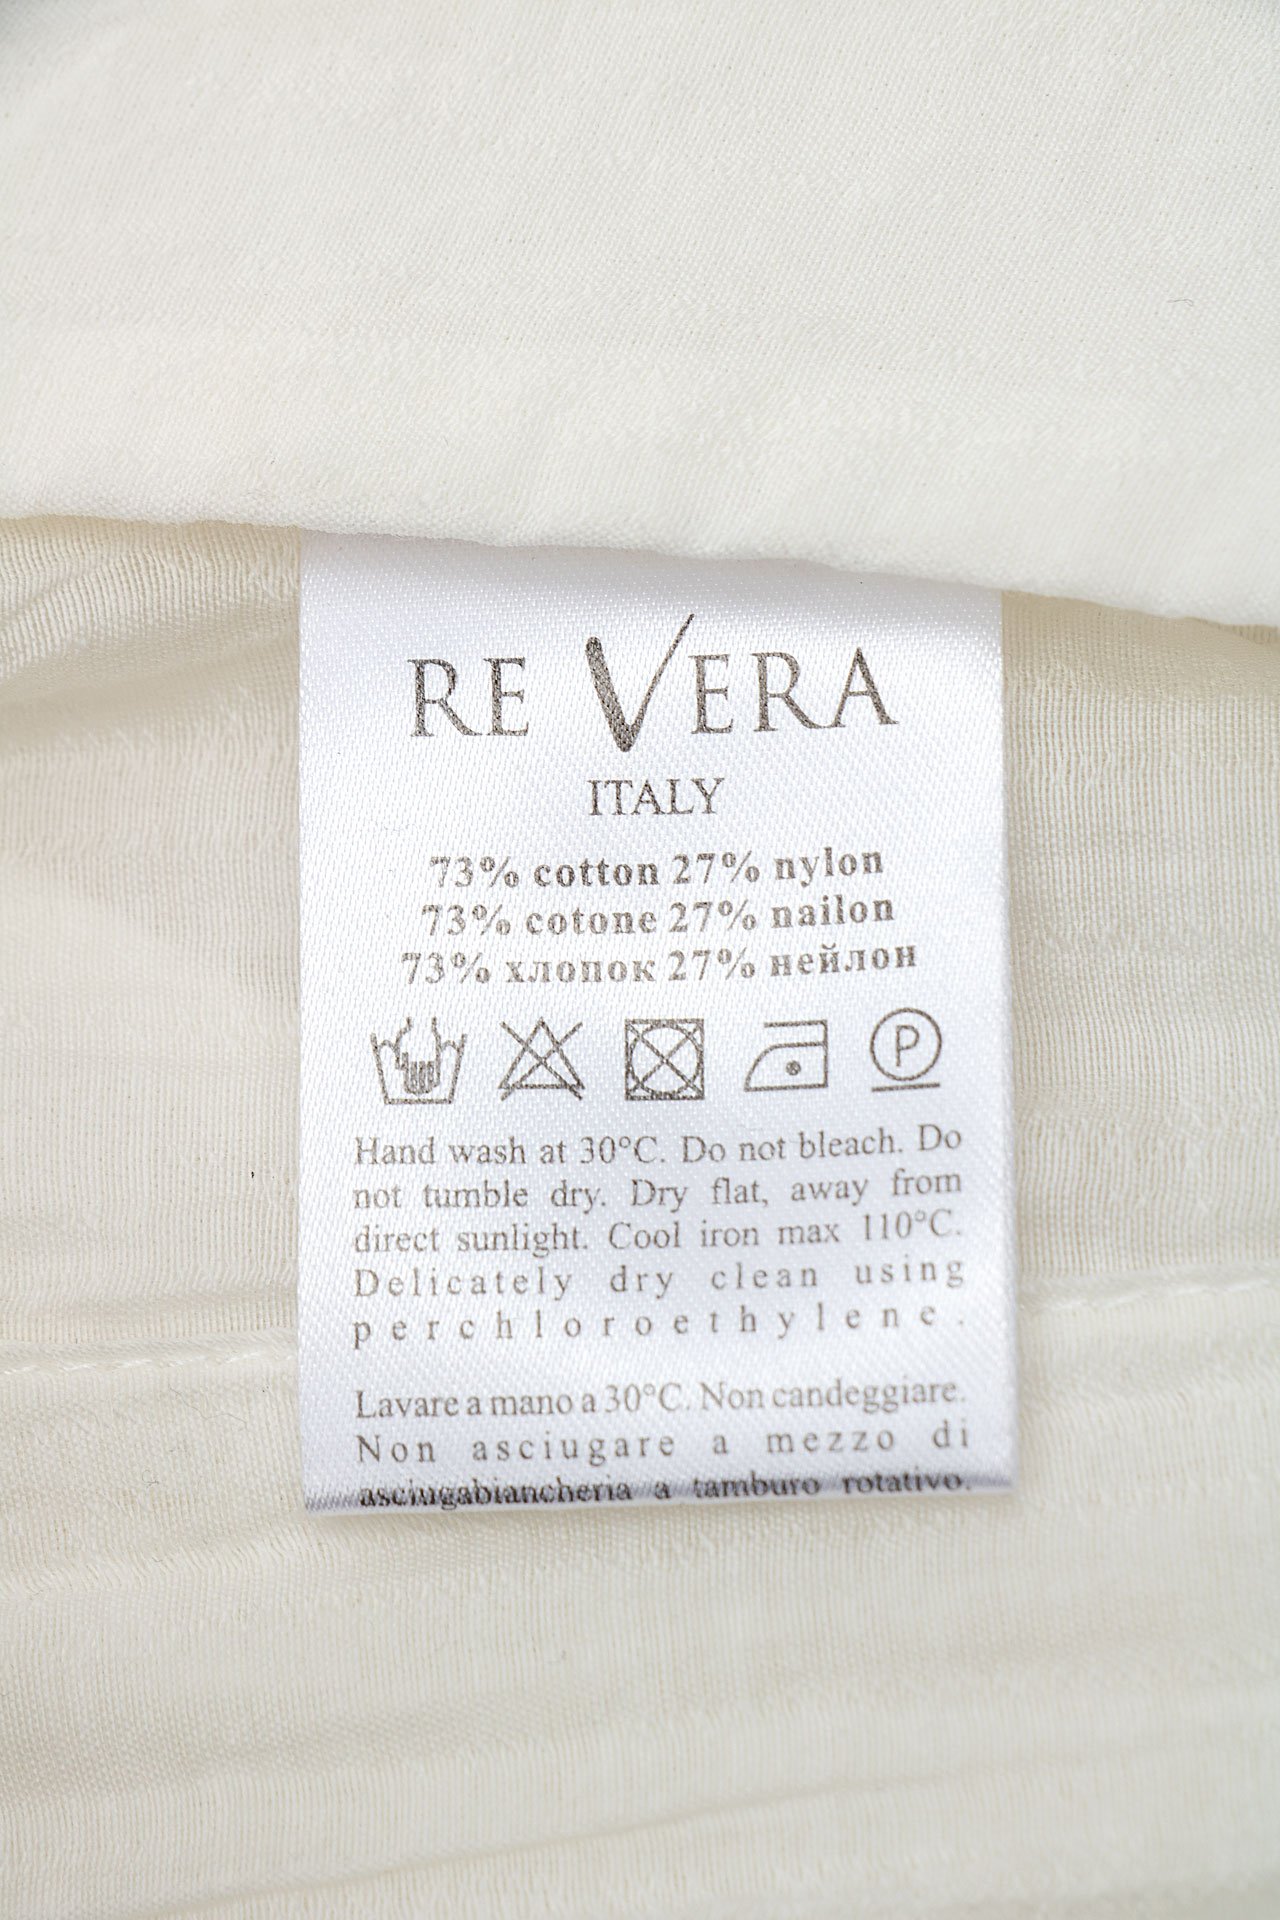 RE VERA
ITALY
73% cotton 27% nylon
73% cotone 27% nailon
73% хлопок 27% нейлон
P
Hand wash at 30°C. Do not bleach. Do
not tumble dry. Dry flat, away from
direct sunlight. Cool iron max 110°C.
Delicately dry clean using
perchloroethylene.
Lavare a mano a 30°C. Non candeggiare.
Non asciugare a mezzo di
asciugabiancheria a tamburo rotativo.